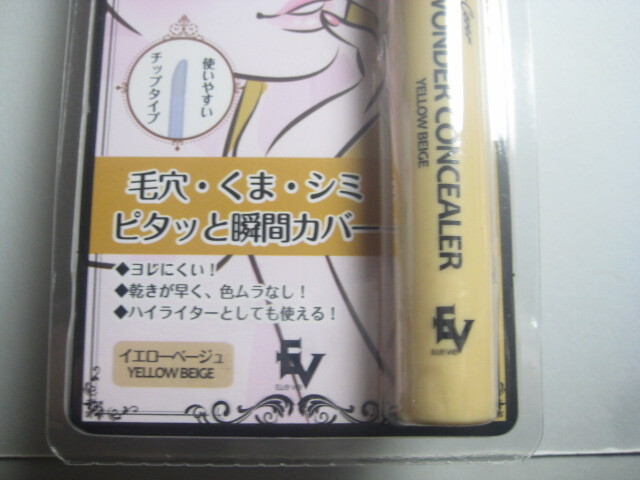 使いやすい
チップタイプ
毛穴・くま・シミ
ピタッと瞬間カバー
◆ヨレにくい！
◆乾きが早く、色ムラなし！
◆ハイライターとしても使える！
イエローベージュ
YELLOW BEIGE
EV
Cover
WONDER CONCEALER
YELLOW BEIGE
EV